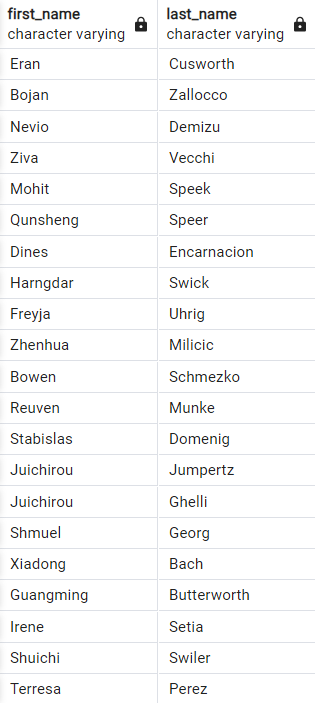 first_name last_name
character varying character varying
Eran Cusworth
Bojan Zallocco
Nevio Demizu
Ziva Vecchi
Mohit Speek
Qunsheng Speer
Dines Encarnacion
Harngdar Swick
Freyja Uhrig
Zhenhua Milicic
Bowen Schmezko
Reuven Munke
Stabislas Domenig
Juichirou Jumpertz
Juichirou Ghelli
Shmuel Georg
Xiadong Bach
Guangming Butterworth
Irene Setia
Shuichi Swiler
Terresa Perez